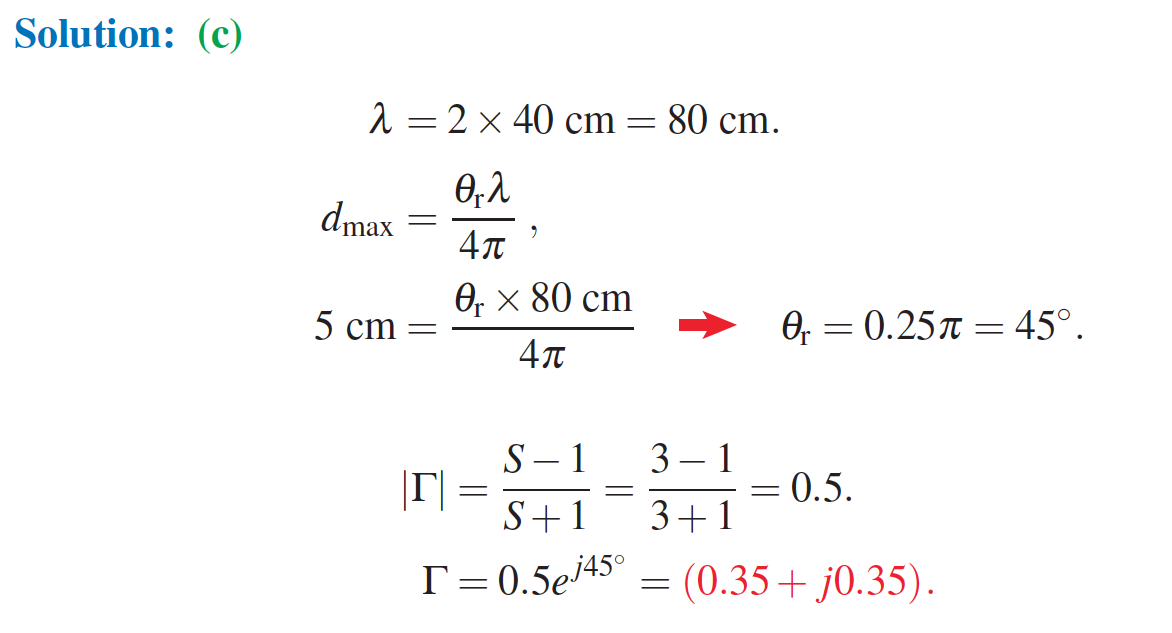 Solution: (c)
λ = 2 × 40 cm = 80 cm.
d_max = θ_r λ / 4π ,
5 cm = θ_r × 80 cm / 4π ➡ θ_r = 0.25π = 45°.
|Γ| = S − 1 / S + 1 = 3 − 1 / 3 + 1 = 0.5.
Γ = 0.5e^{j45°} = (0.35 + j0.35).